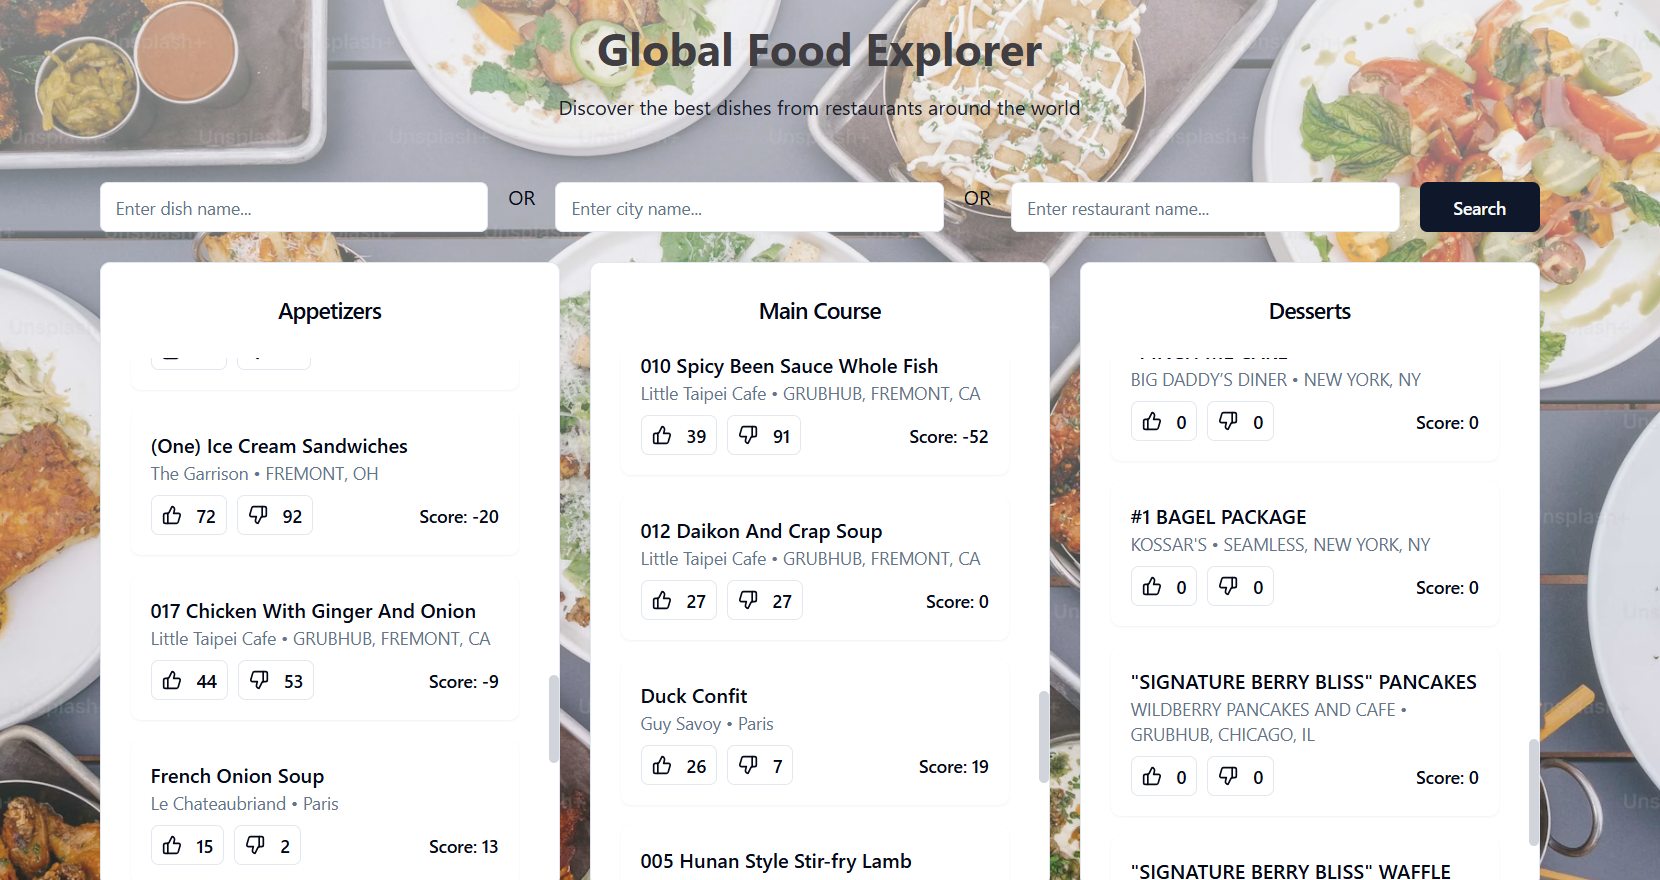 Global Food Explorer
Discover the best dishes from restaurants around the world
Enter dish name...
OR
Enter city name...
OR
Enter restaurant name...
Search
Appetizers
(One) Ice Cream Sandwiches
The Garrison • FREMONT, OH
72
92
Score: -20
017 Chicken With Ginger And Onion
Little Taipei Cafe • GRUBHUB, FREMONT, CA
44
53
Score: -9
French Onion Soup
Le Chateaubriand • Paris
15
2
Score: 13
Main Course
010 Spicy Been Sauce Whole Fish
Little Taipei Cafe • GRUBHUB, FREMONT, CA
39
91
Score: -52
012 Daikon And Crap Soup
Little Taipei Cafe • GRUBHUB, FREMONT, CA
27
27
Score: 0
Duck Confit
Guy Savoy • Paris
26
7
Score: 19
005 Hunan Style Stir-fry Lamb
Desserts
BIG DADDY’S DINER • NEW YORK, NY
0
0
Score: 0
#1 BAGEL PACKAGE
KOSSAR'S • SEAMLESS, NEW YORK, NY
0
0
Score: 0
"SIGNATURE BERRY BLISS" PANCAKES
WILDBERRY PANCAKES AND CAFE •
GRUBHUB, CHICAGO, IL
0
0
Score: 0
"SIGNATURE BERRY BLISS" WAFFLE